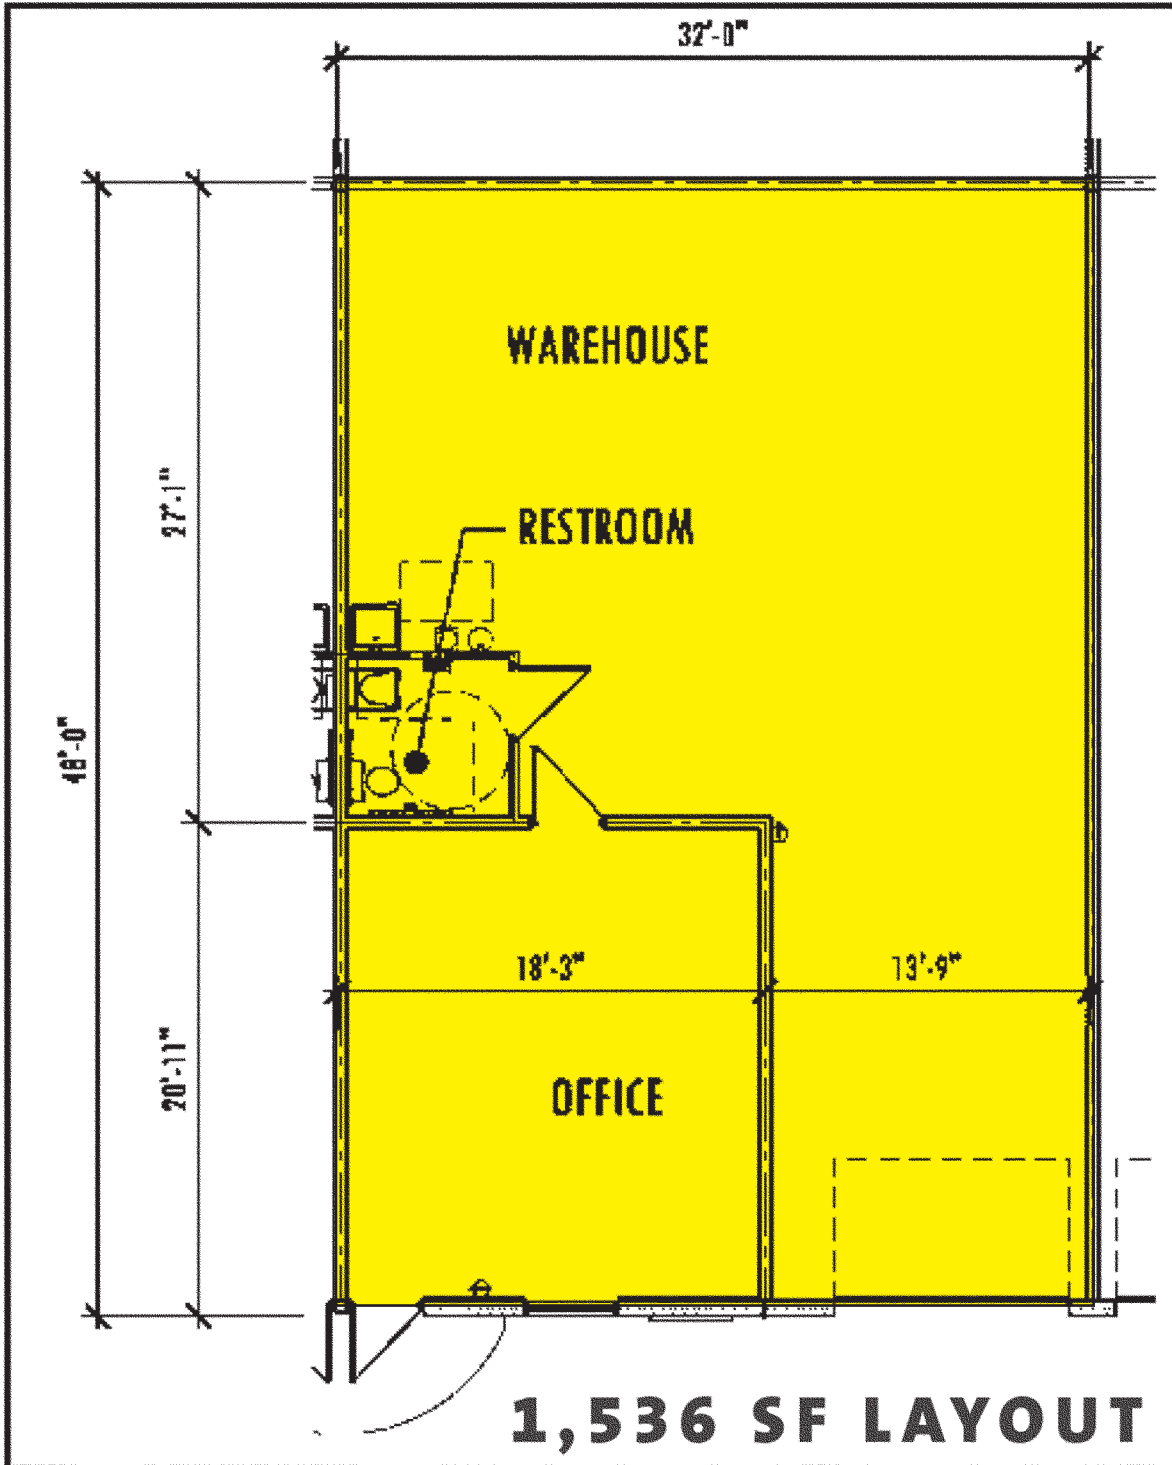 32'-0"
WAREHOUSE
27'-1"
RESTROOM
48'-0"
18'-3"
13'-9"
20'-11"
OFFICE
1,536 SF LAYOUT